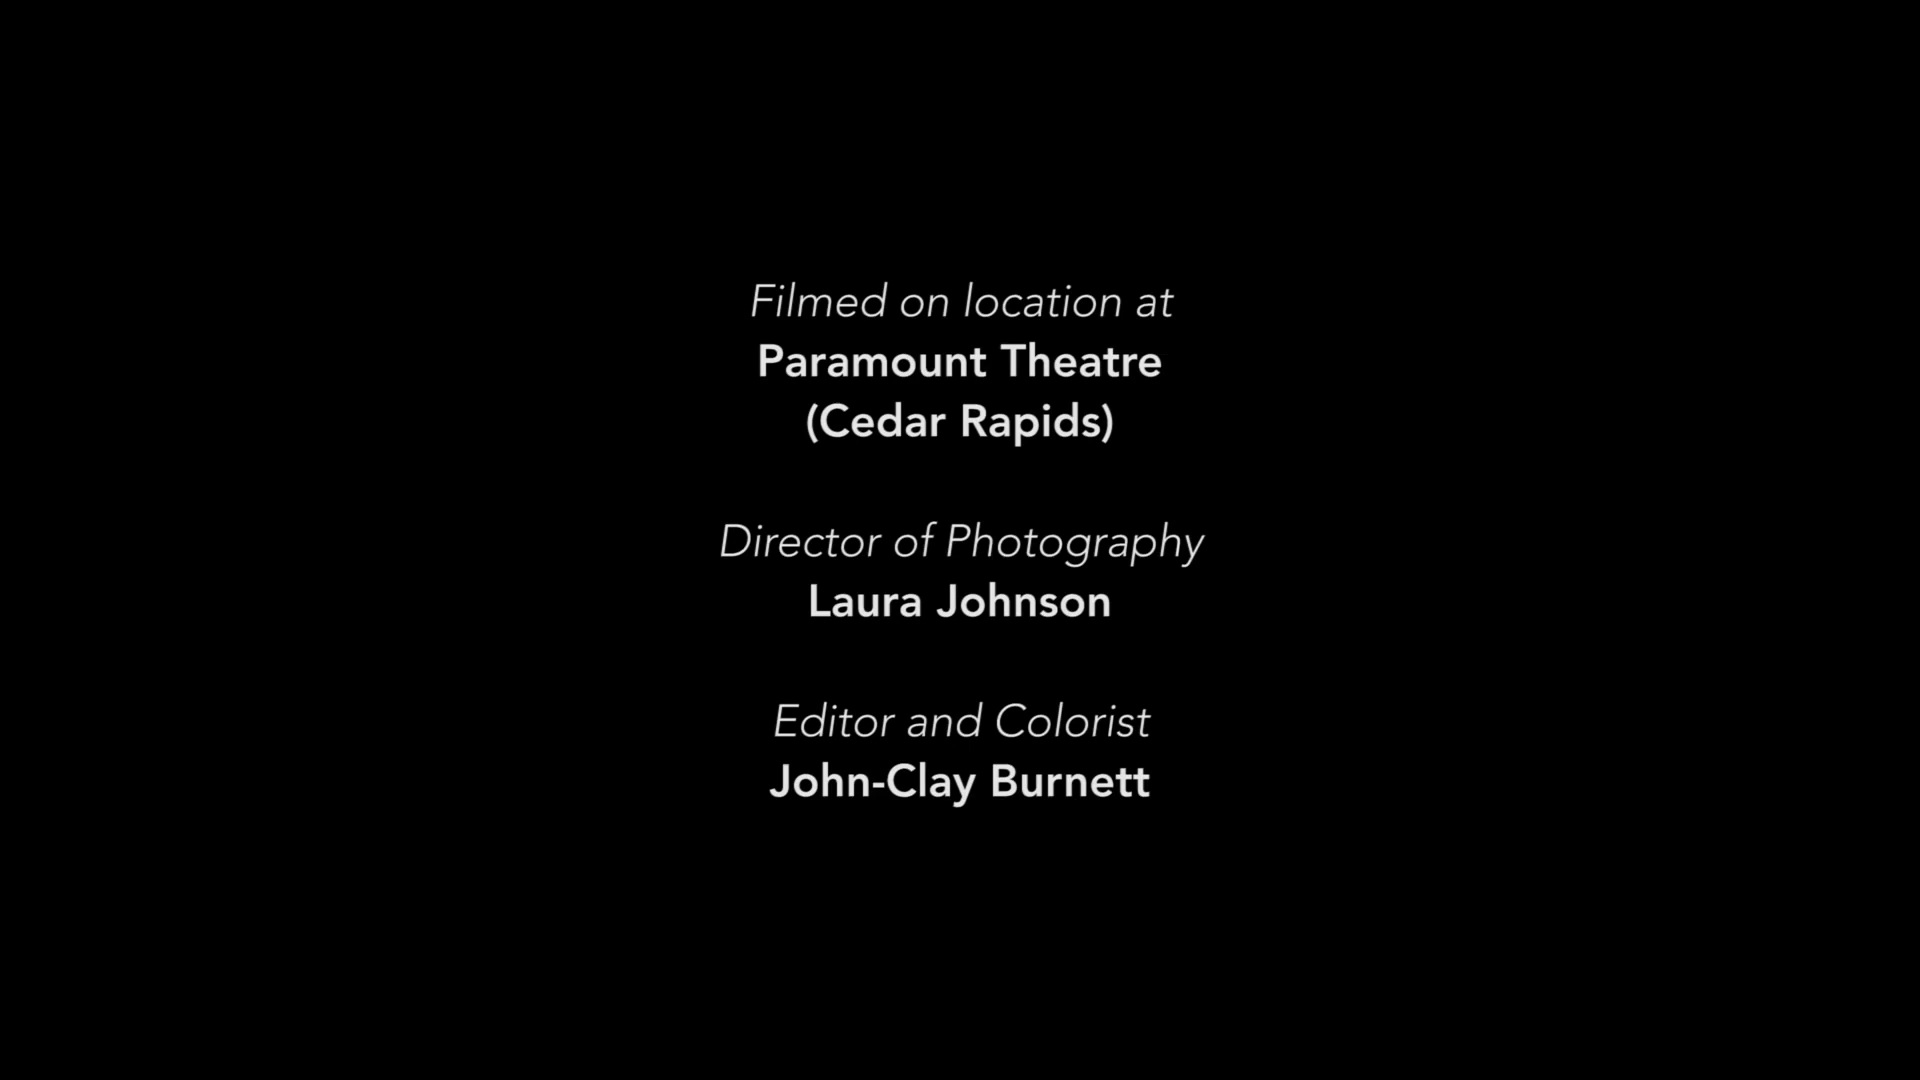 Filmed on location at
Paramount Theatre
(Cedar Rapids)
Director of Photography
Laura Johnson
Editor and Colorist
John-Clay Burnett